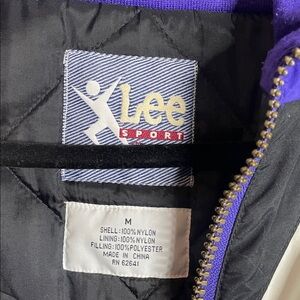 Lee
SPORT
M
SHELL:100%NYLON
LINING:100%NYLON
FILLING:100%POLYESTER
MADE IN CHINA
RN 62641